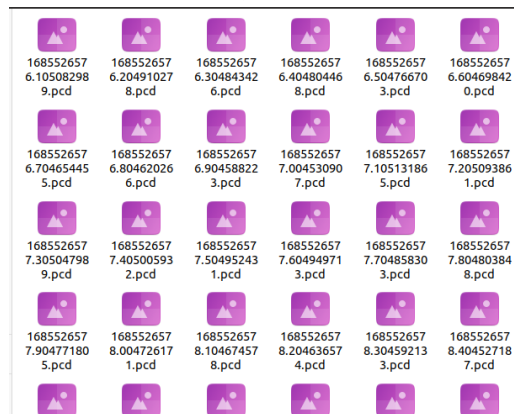 168552657 168552657 168552657 168552657 168552657 168552657
6.10508298 6.20491027 6.30484342 6.40480446 6.50476670 6.60469842
9.pcd 8.pcd 6.pcd 8.pcd 3.pcd 0.pcd
168552657 168552657 168552657 168552657 168552657 168552657
6.70465445 6.80462026 6.90458822 7.00453090 7.10513186 7.20509386
5.pcd 6.pcd 3.pcd 7.pcd 5.pcd 1.pcd
168552657 168552657 168552657 168552657 168552657 168552657
7.30504798 7.40500593 7.50495243 7.60494971 7.70485830 7.80480384
9.pcd 2.pcd 1.pcd 3.pcd 3.pcd 8.pcd
168552657 168552657 168552657 168552657 168552657 168552657
7.90477180 8.00472617 8.10467457 8.20463657 8.30459213 8.40452718
5.pcd 1.pcd 8.pcd 4.pcd 3.pcd 7.pcd